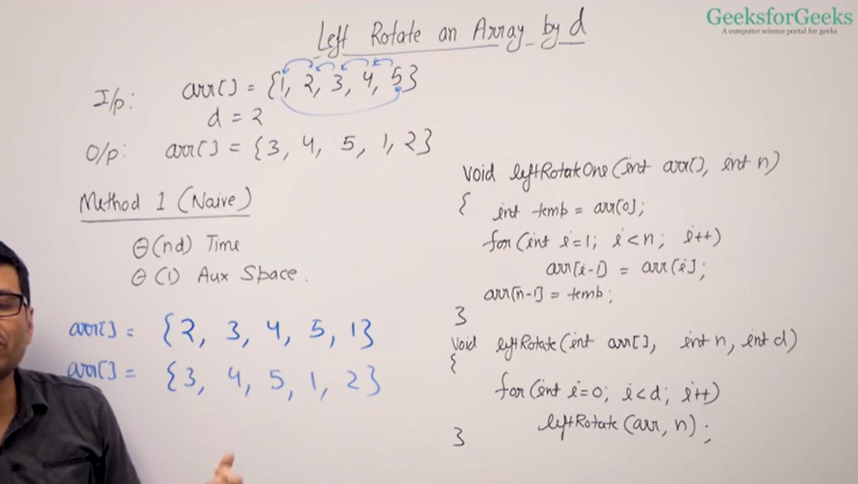 GeeksforGeeks
A computer science portal for geeks
Left Rotate an Array by d
I/p: arr[] = {1, 2, 3, 4, 5}
d = 2
O/p: arr[] = {3, 4, 5, 1, 2}
Method 1 (Naive)
Θ(nd) Time
Θ(1) Aux Space.
arr[] = {2, 3, 4, 5, 1}
arr[] = {3, 4, 5, 1, 2}
void leftRotateOne(int arr[], int n)
{ int temp = arr[0];
for(int i=1; i<n; i++)
arr[i-1] = arr[i];
arr[n-1] = temp;
}
void leftRotate(int arr[], int n, int d)
{
for(int i=0; i<d; i++)
leftRotate(arr, n);
}